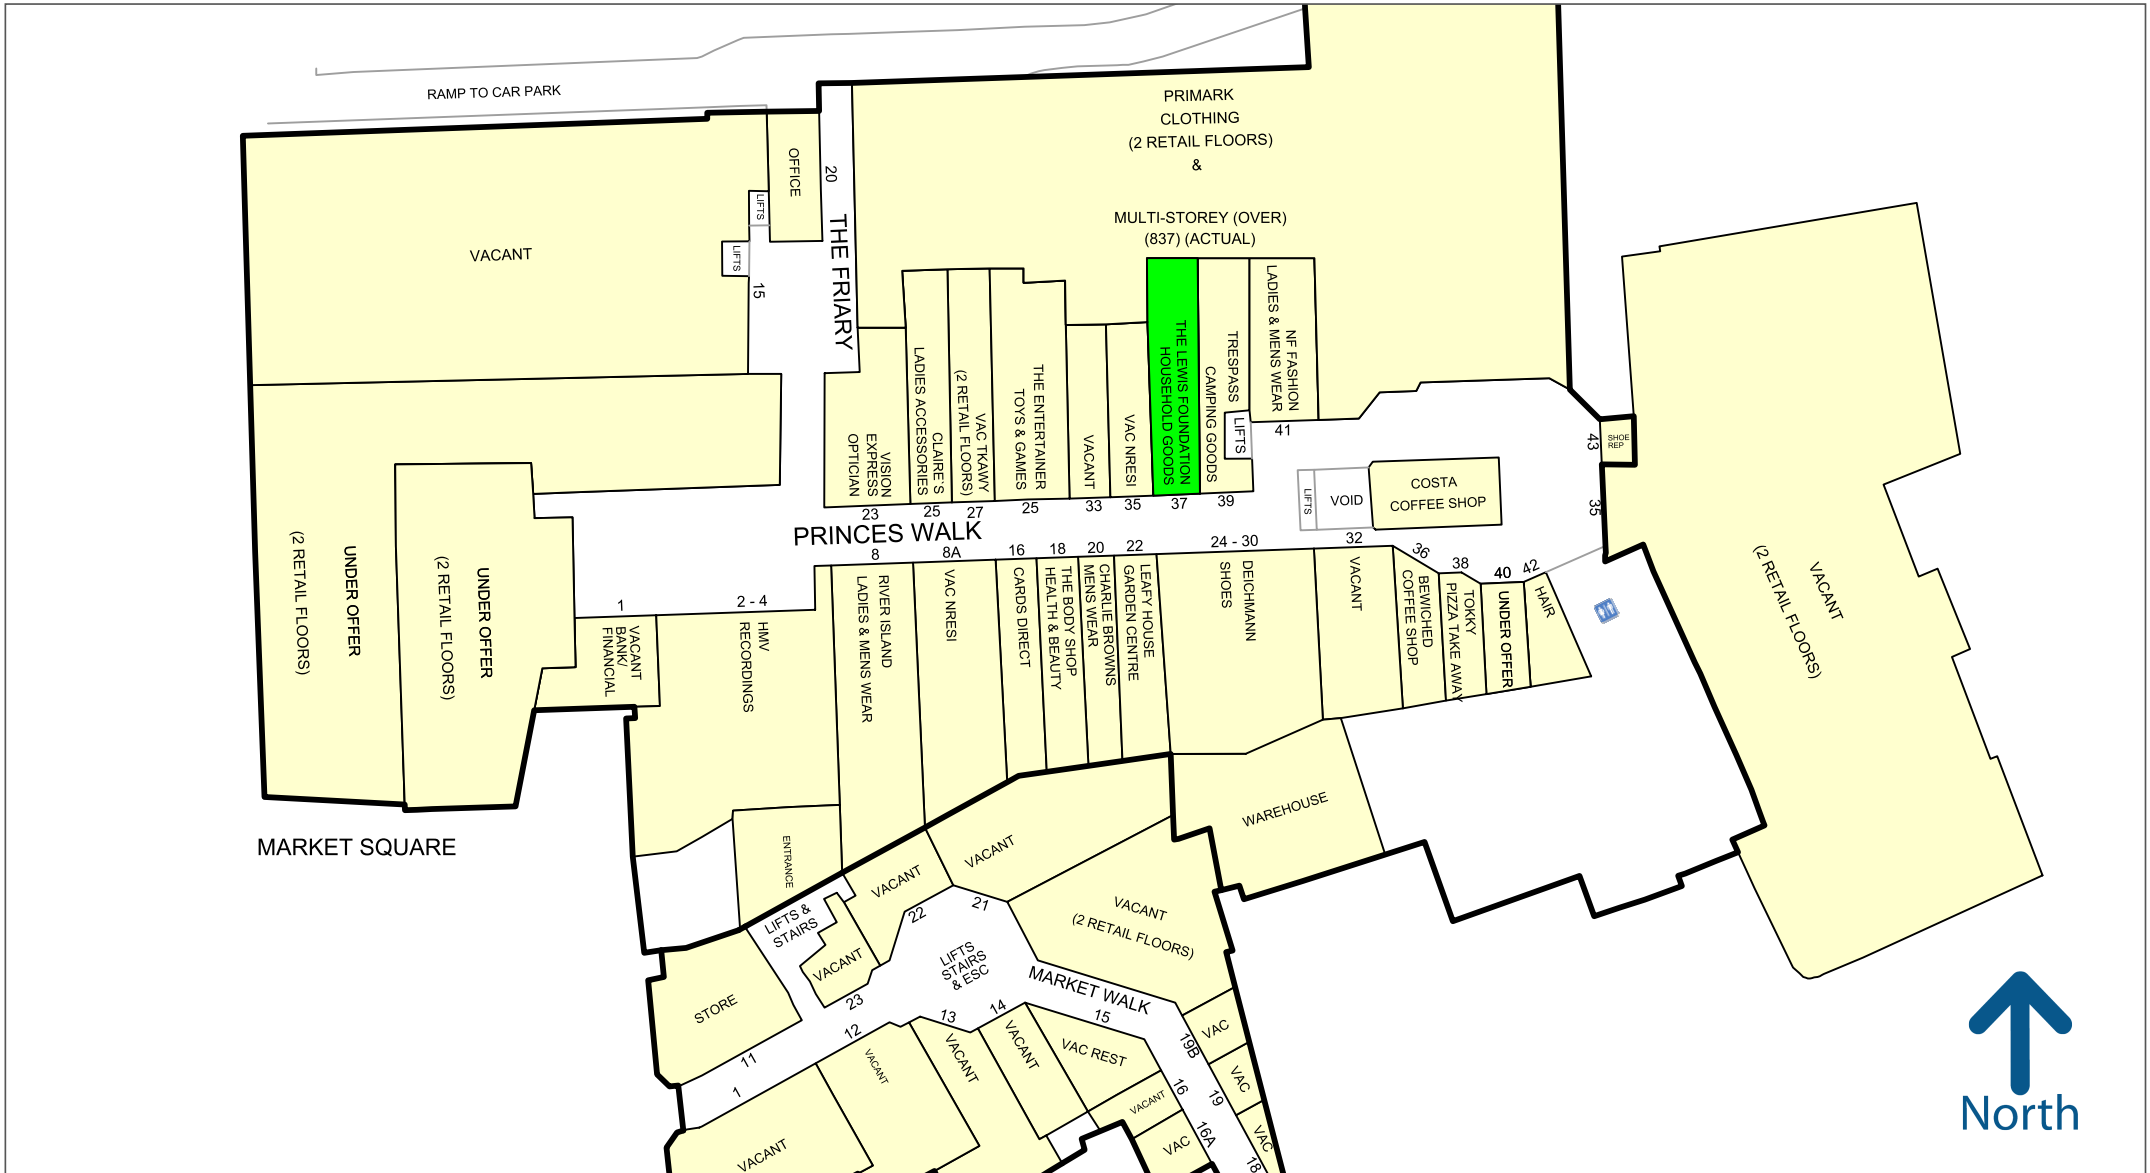 RAMP TO CAR PARK
PRIMARK
CLOTHING
(2 RETAIL FLOORS)
&
MULTI-STOREY (OVER)
(837) (ACTUAL)
VACANT
OFFICE
LIFTS
LIFTS
20
15
THE FRIARY
VISION
EXPRESS
OPTICIAN
23
CLAIRE'S
LADIES ACCESSORIES
25
VAC TKAWY
(2 RETAIL FLOORS)
27
THE ENTERTAINER
TOYS & GAMES
25
VACANT
33
VAC NRESI
35
THE LEWIS FOUNDATION
HOUSEHOLD GOODS
37
TRESPASS
CAMPING GOODS
39
LIFTS
NF FASHION
LADIES & MENS WEAR
41
LIFTS
VOID
COSTA
COFFEE SHOP
43
SHOE
REP
35
VACANT
(2 RETAIL FLOORS)
PRINCES WALK
UNDER OFFER
(2 RETAIL FLOORS)
UNDER OFFER
(2 RETAIL FLOORS)
1
VACANT
BANK/
FINANCIAL
2 - 4
HMV
RECORDINGS
8
RIVER ISLAND
LADIES & MENS WEAR
8A
VAC NRESI
16
CARDS DIRECT
18
THE BODY SHOP
HEALTH & BEAUTY
20
CHARLIE BROWNS
MENS WEAR
22
LEAFY HOUSE
GARDEN CENTRE
24 - 30
DEICHMANN
SHOES
32
VACANT
36
BEWICHED
COFFEE SHOP
38
TOKKY
PIZZA TAKE AWAY
40
UNDER OFFER
42
HAIR
MARKET SQUARE
ENTRANCE
WAREHOUSE
LIFTS &
STAIRS
VACANT
VACANT
22
21
VACANT
(2 RETAIL FLOORS)
VACANT
23
LIFTS
STAIRS
& ESC
MARKET WALK
STORE
11
12
13
14
15
1
VACANT
VACANT
VACANT
VACANT
VAC REST
19B
VAC
16
VACANT
19
VAC
16A
VAC
18
VAC
North